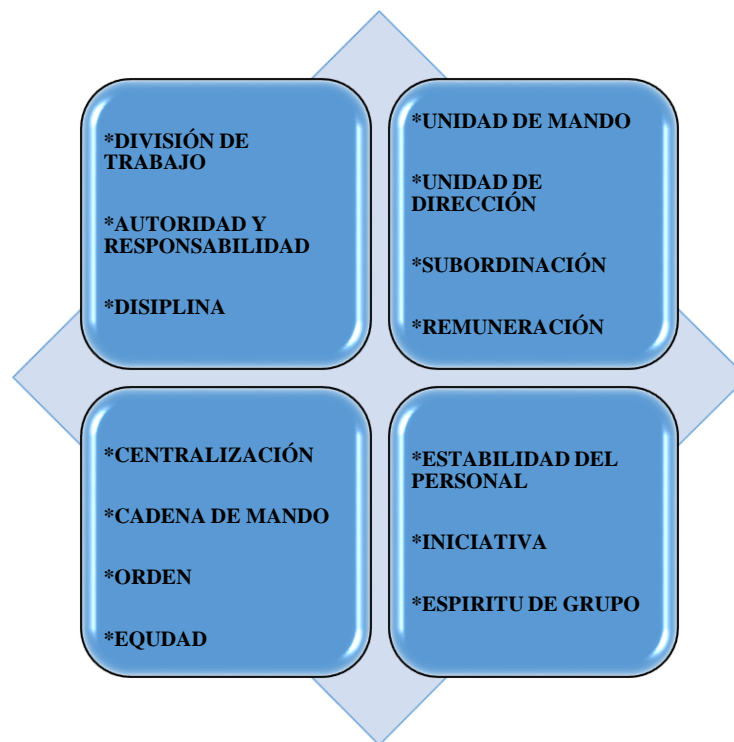 *DIVISIÓN DE
TRABAJO
*AUTORIDAD Y
RESPONSABILIDAD
*DISIPLINA
*UNIDAD DE MANDO
*UNIDAD DE
DIRECCIÓN
*SUBORDINACIÓN
*REMUNERACIÓN
*CENTRALIZACIÓN
*CADENA DE MANDO
*ORDEN
*EQUDAD
*ESTABILIDAD DEL
PERSONAL
*INICIATIVA
*ESPIRITU DE GRUPO